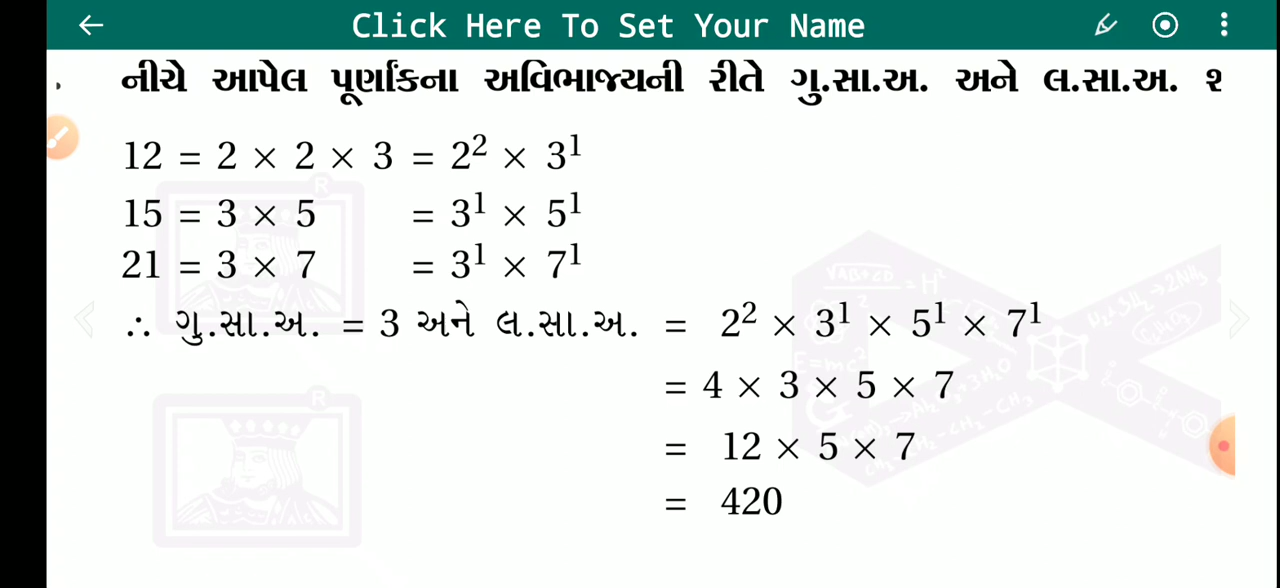 Click Here To Set Your Name
નીચે આપેલ પૂર્ણાંકના અવિભાજ્યની રીતે ગુ.સા.અ. અને લ.સા.અ.
12 = 2 × 2 × 3 = 2² × 3¹
15 = 3 × 5 = 3¹ × 5¹
21 = 3 × 7 = 3¹ × 7¹
∴ ગુ.સા.અ. = 3 અને લ.સા.અ. = 2² × 3¹ × 5¹ × 7¹
= 4 × 3 × 5 × 7
= 12 × 5 × 7
= 420